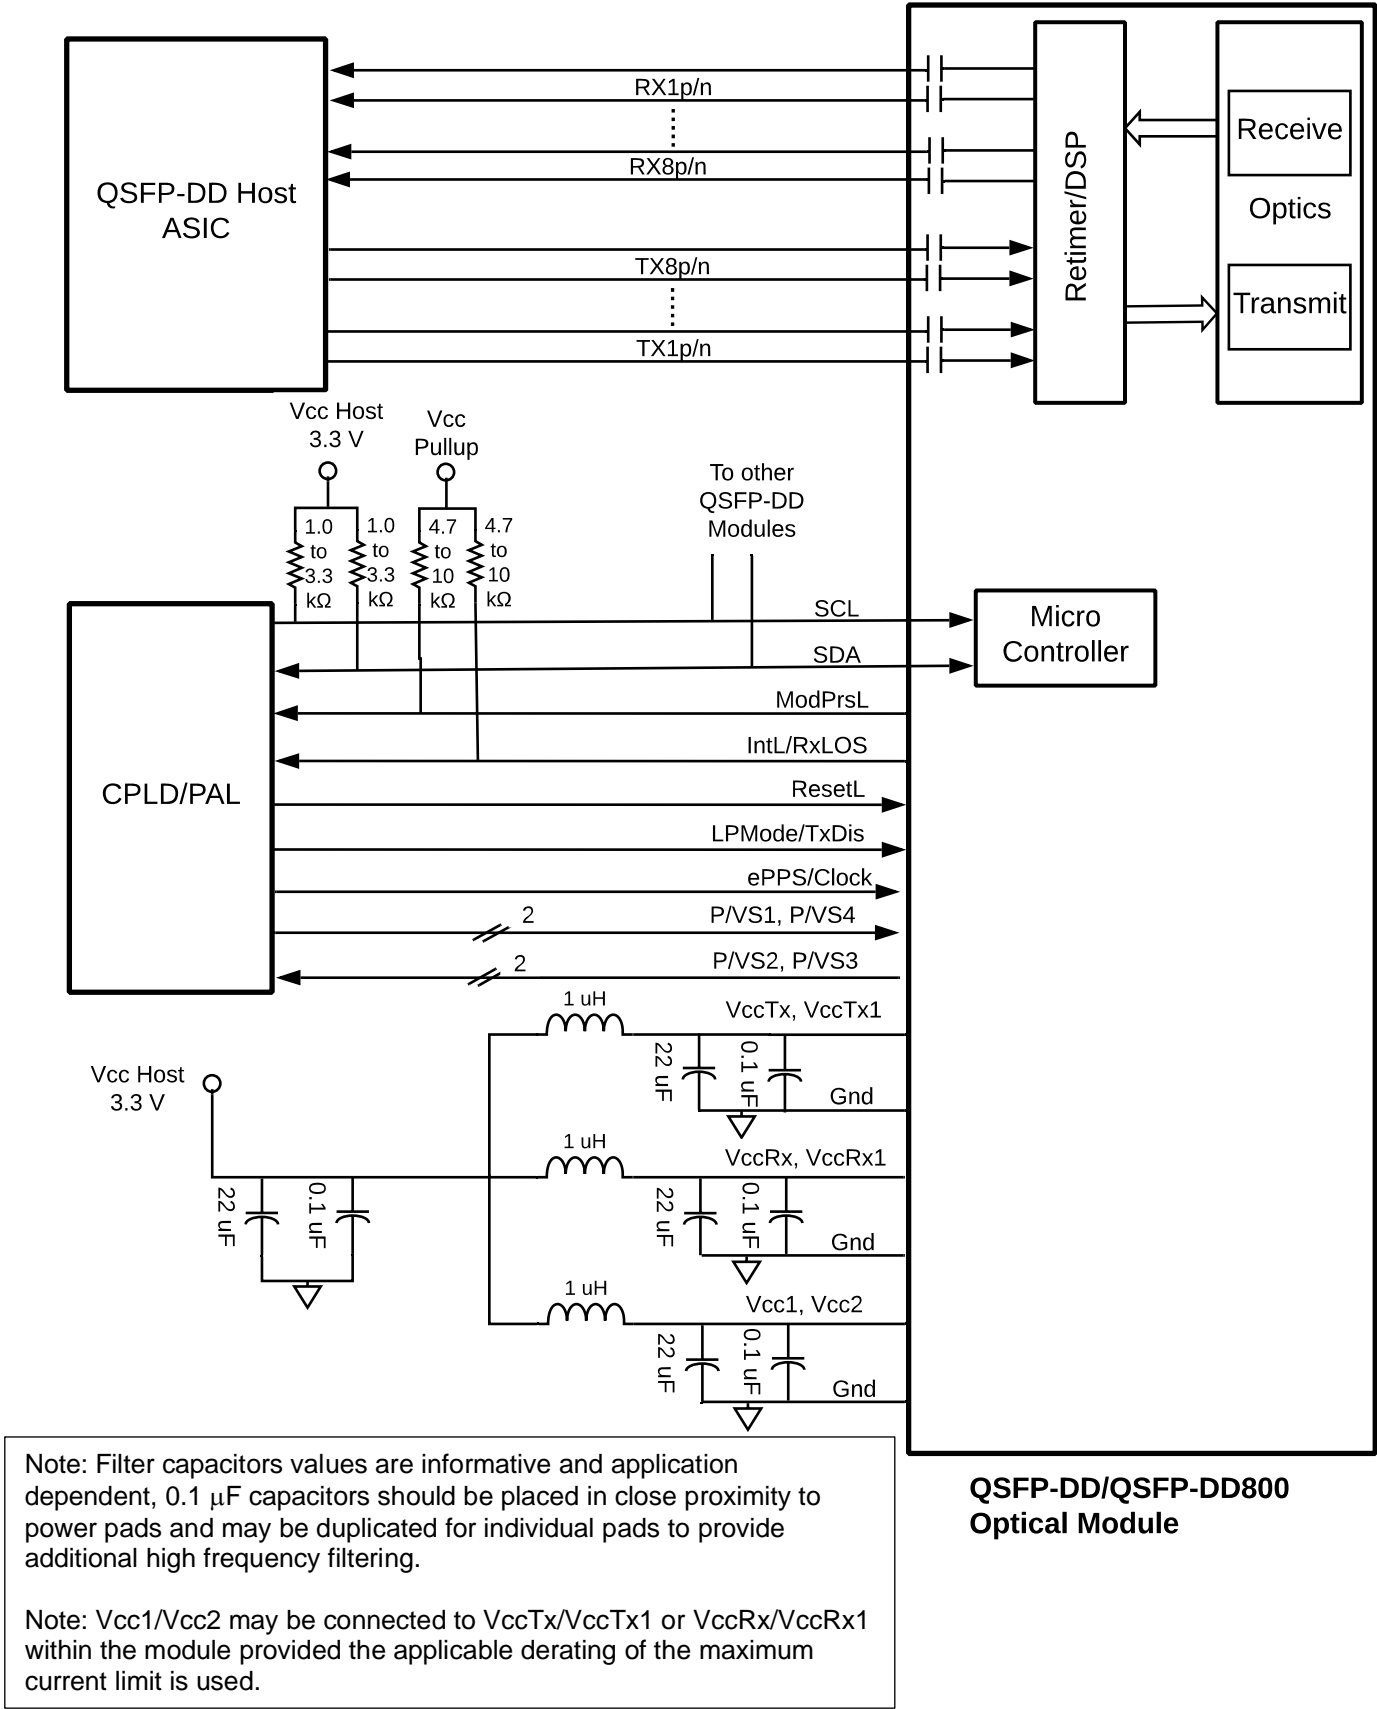 QSFP-DD Host
ASIC
RX1p/n
RX8p/n
TX8p/n
TX1p/n
Retimer/DSP
Receive
Optics
Transmit
Vcc Host
3.3 V
Vcc
Pullup
1.0
to
3.3
kΩ
1.0
to
3.3
kΩ
4.7
to
10
kΩ
4.7
to
10
kΩ
To other
QSFP-DD
Modules
CPLD/PAL
SCL
SDA
ModPrsL
IntL/RxLOS
ResetL
LPMode/TxDis
ePPS/Clock
2
P/VS1, P/VS4
2
P/VS2, P/VS3
Micro
Controller
1 uH
VccTx, VccTx1
22 uF
0.1 uF
Gnd
Vcc Host
3.3 V
22 uF
0.1 uF
1 uH
VccRx, VccRx1
22 uF
0.1 uF
Gnd
1 uH
Vcc1, Vcc2
22 uF
0.1 uF
Gnd
Note: Filter capacitors values are informative and application
dependent, 0.1 μF capacitors should be placed in close proximity to
power pads and may be duplicated for individual pads to provide
additional high frequency filtering.
Note: Vcc1/Vcc2 may be connected to VccTx/VccTx1 or VccRx/VccRx1
within the module provided the applicable derating of the maximum
current limit is used.
QSFP-DD/QSFP-DD800
Optical Module